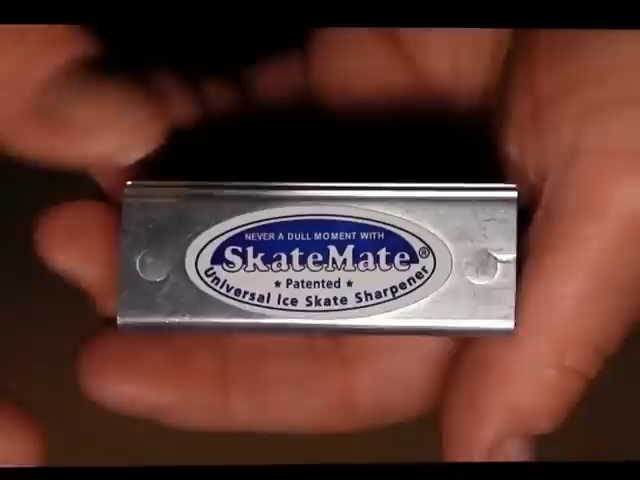 NEVER A DULL MOMENT WITH
SkateMate®
★ Patented ★
Universal Ice Skate Sharpener